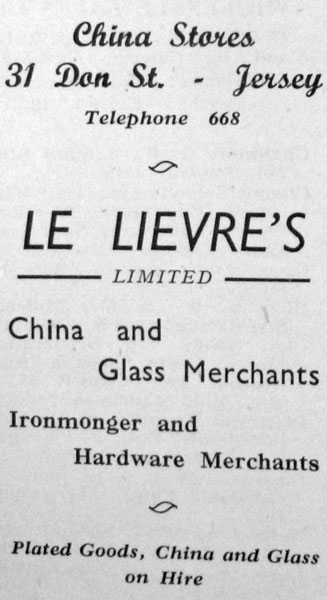 China Stores
31 Don St. - Jersey
Telephone 668
LE LIEVRE'S
LIMITED
China and
Glass Merchants
Ironmonger and
Hardware Merchants
Plated Goods, China and Glass
on Hire